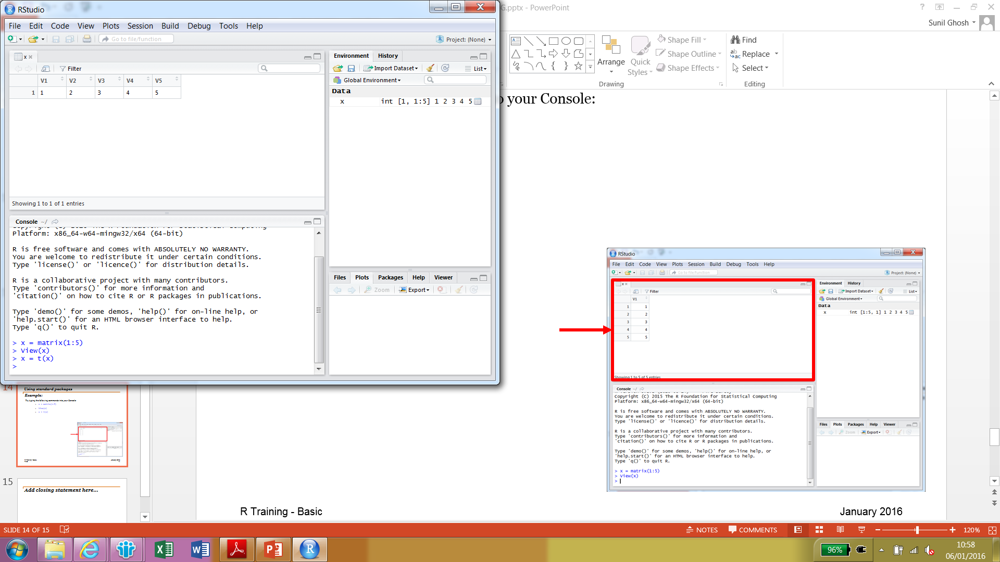 RStudio
File Edit Code View Plots Session Build Debug Tools Help
Go to file/function
Project: (None)
x
Filter
V1 V2 V3 V4 V5
1 1 2 3 4 5
Showing 1 to 1 of 1 entries
Console ~/
Platform: x86_64-w64-mingw32/x64 (64-bit)
R is free software and comes with ABSOLUTELY NO WARRANTY.
You are welcome to redistribute it under certain conditions.
Type 'license()' or 'licence()' for distribution details.
R is a collaborative project with many contributors.
Type 'contributors()' for more information and
'citation()' on how to cite R or R packages in publications.
Type 'demo()' for some demos, 'help()' for on-line help, or
'help.start()' for an HTML browser interface to help.
Type 'q()' to quit R.
> x = matrix(1:5)
> View(x)
> x = t(x)
>
Environment History
Import Dataset List
Global Environment
Data
x int [1, 1:5] 1 2 3 4 5
Files Plots Packages Help Viewer
Zoom Export
G.pptx - PowerPoint
?
Sunil Ghosh
Arrange
Quick
Styles
Shape Fill
Shape Outline
Shape Effects
Drawing
Find
Replace
Select
Editing
o your Console:
RStudio
File Edit Code View Plots Session Build Debug Tools Help
Go to file/function
Project: (None)
x
Filter
V1
1 1
2 2
3 3
4 4
5 5
Showing 1 to 5 of 5 entries
Environment History
Import Dataset List
Global Environment
Data
x int [1:5, 1] 1 2 3 4 5
Console ~/
Copyright (C) 2015 The R Foundation for Statistical Computing
Platform: x86_64-w64-mingw32/x64 (64-bit)
R is free software and comes with ABSOLUTELY NO WARRANTY.
You are welcome to redistribute it under certain conditions.
Type 'license()' or 'licence()' for distribution details.
R is a collaborative project with many contributors.
Type 'contributors()' for more information and
'citation()' on how to cite R or R packages in publications.
Type 'demo()' for some demos, 'help()' for on-line help, or
'help.start()' for an HTML browser interface to help.
Type 'q()' to quit R.
> x = matrix(1:5)
> View(x)
>
Files Plots Packages Help Viewer
Zoom Export
14
Using standard packages
Example:
Try typing the following commands into your Console:
x = matrix(1:5)
View(x)
x = t(x)
15
Add closing statement here...
R Training - Basic
January 2016
SLIDE 14 OF 15
NOTES
COMMENTS
120%
96%
10:58
06/01/2016